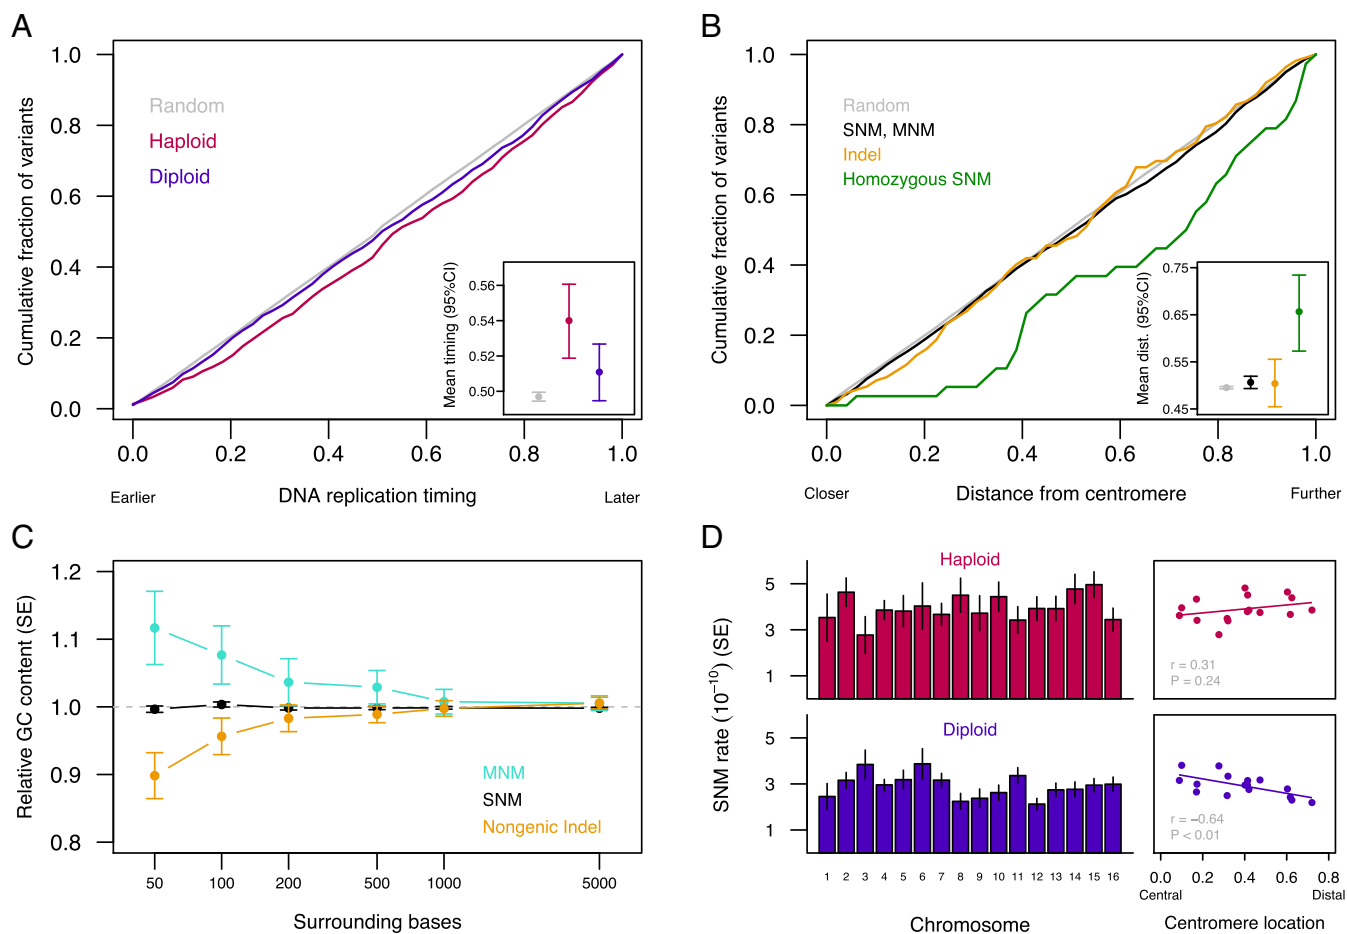 A
Cumulative fraction of variants
1.0
0.8
0.6
0.4
0.2
0.0
Random
Haploid
Diploid
Mean timing (95%CI)
0.56
0.54
0.52
0.50
0.0 0.2 0.4 0.6 0.8 1.0
Earlier DNA replication timing Later
B
Cumulative fraction of variants
1.0
0.8
0.6
0.4
0.2
0.0
Random
SNM, MNM
Indel
Homozygous SNM
Mean dist. (95%CI)
0.75
0.65
0.55
0.45
0.0 0.2 0.4 0.6 0.8 1.0
Closer Distance from centromere Further
C
Relative GC content (SE)
1.2
1.1
1.0
0.9
0.8
MNM
SNM
Nongenic Indel
50 100 200 500 1000 5000
Surrounding bases
D
SNM rate (10⁻¹⁰) (SE)
Haploid
5
3
1
r = 0.31
P = 0.24
Diploid
5
3
1
r = −0.64
P < 0.01
1 2 3 4 5 6 7 8 9 10 11 12 13 14 15 16
Chromosome
0.0 0.2 0.4 0.6 0.8
Central Distal
Centromere location